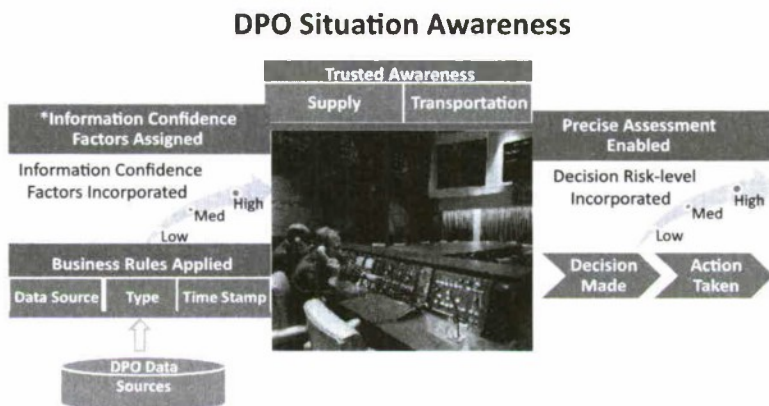 DPO Situation Awareness
Trusted Awareness
Supply
Transportation
*Information Confidence
Factors Assigned
Information Confidence
Factors Incorporated
High
Med
Low
Business Rules Applied
Data Source
Type
Time Stamp
DPO Data
Sources
Precise Assessment
Enabled
Decision Risk-level
Incorporated
High
Med
Low
Decision
Made
Action
Taken